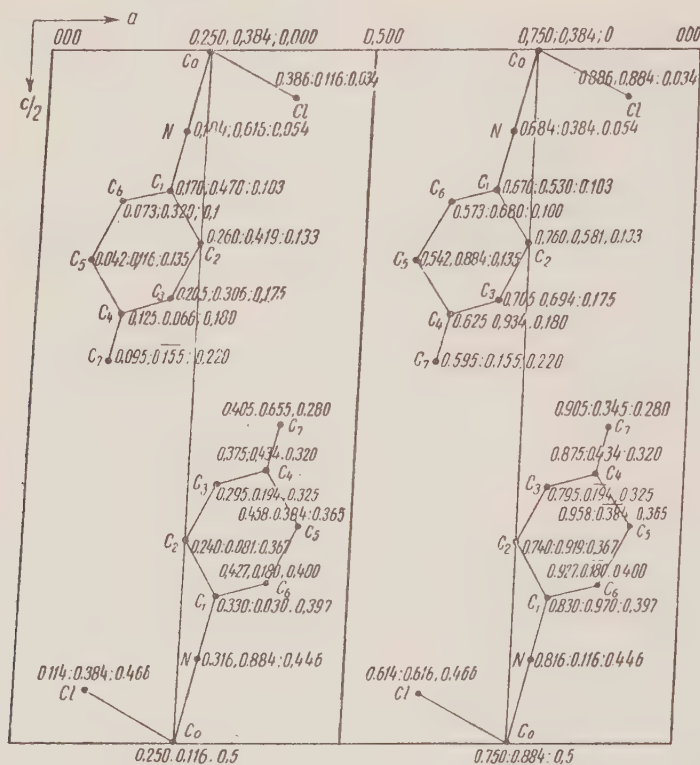 a
000 0.250,0,384;0,000 0,500 0,750;384;0 000
c/2
Co Co
0.386:0.116:0.034 0.886,0.884:0.034
Cl Cl
N 0,615:0.054 N 0.684:0.384.0.054
C1 0,170:0,470:0.103 C1 0.670;0.530:0.103
C6 C6
0.073;0.320;0,1 0.573:0.680:0.100
0.260:0.419:0.133 0.760,0.581,0.133
C2 C2
C5 0.042:0,116:0.135 C5 0.542,0.884:0.135
C3 0.205,0.306:0,175 C3 0.705,0.694:0.175
C4 C4
0.125.0.066;0,180 0.625,0,934,0.180
C7 0.095:0.155:0.220 C7 0.595:0.155:0.220
0.405,0.655,0.280 0.905:0.345:0.280
C7 C7
0.375;0,434,0.320 0.875:0.434:0.320
C4 C4
C3 C3
0.295.0.194,0.325 0.795.0.194,0.325
0.458:0.384:0.365 0.958:0.384,0.365
C5 C5
C2 C2
0.240:0.081:0.367 0.740:0.919:0.367
0.427,0.180,0.400 0.927.0.180.0.400
C6 C6
C1 C1
0.330:0.030.0,397 0.830:0.970:0,397
N 0.316,0.884:0,446 N 0.816:0.116:0.446
0.114:0.384:0.466 0.614:0.616,0.466
Cl Cl
Co Co
0.250.0.116.0,5 0.750:0.884:0,5